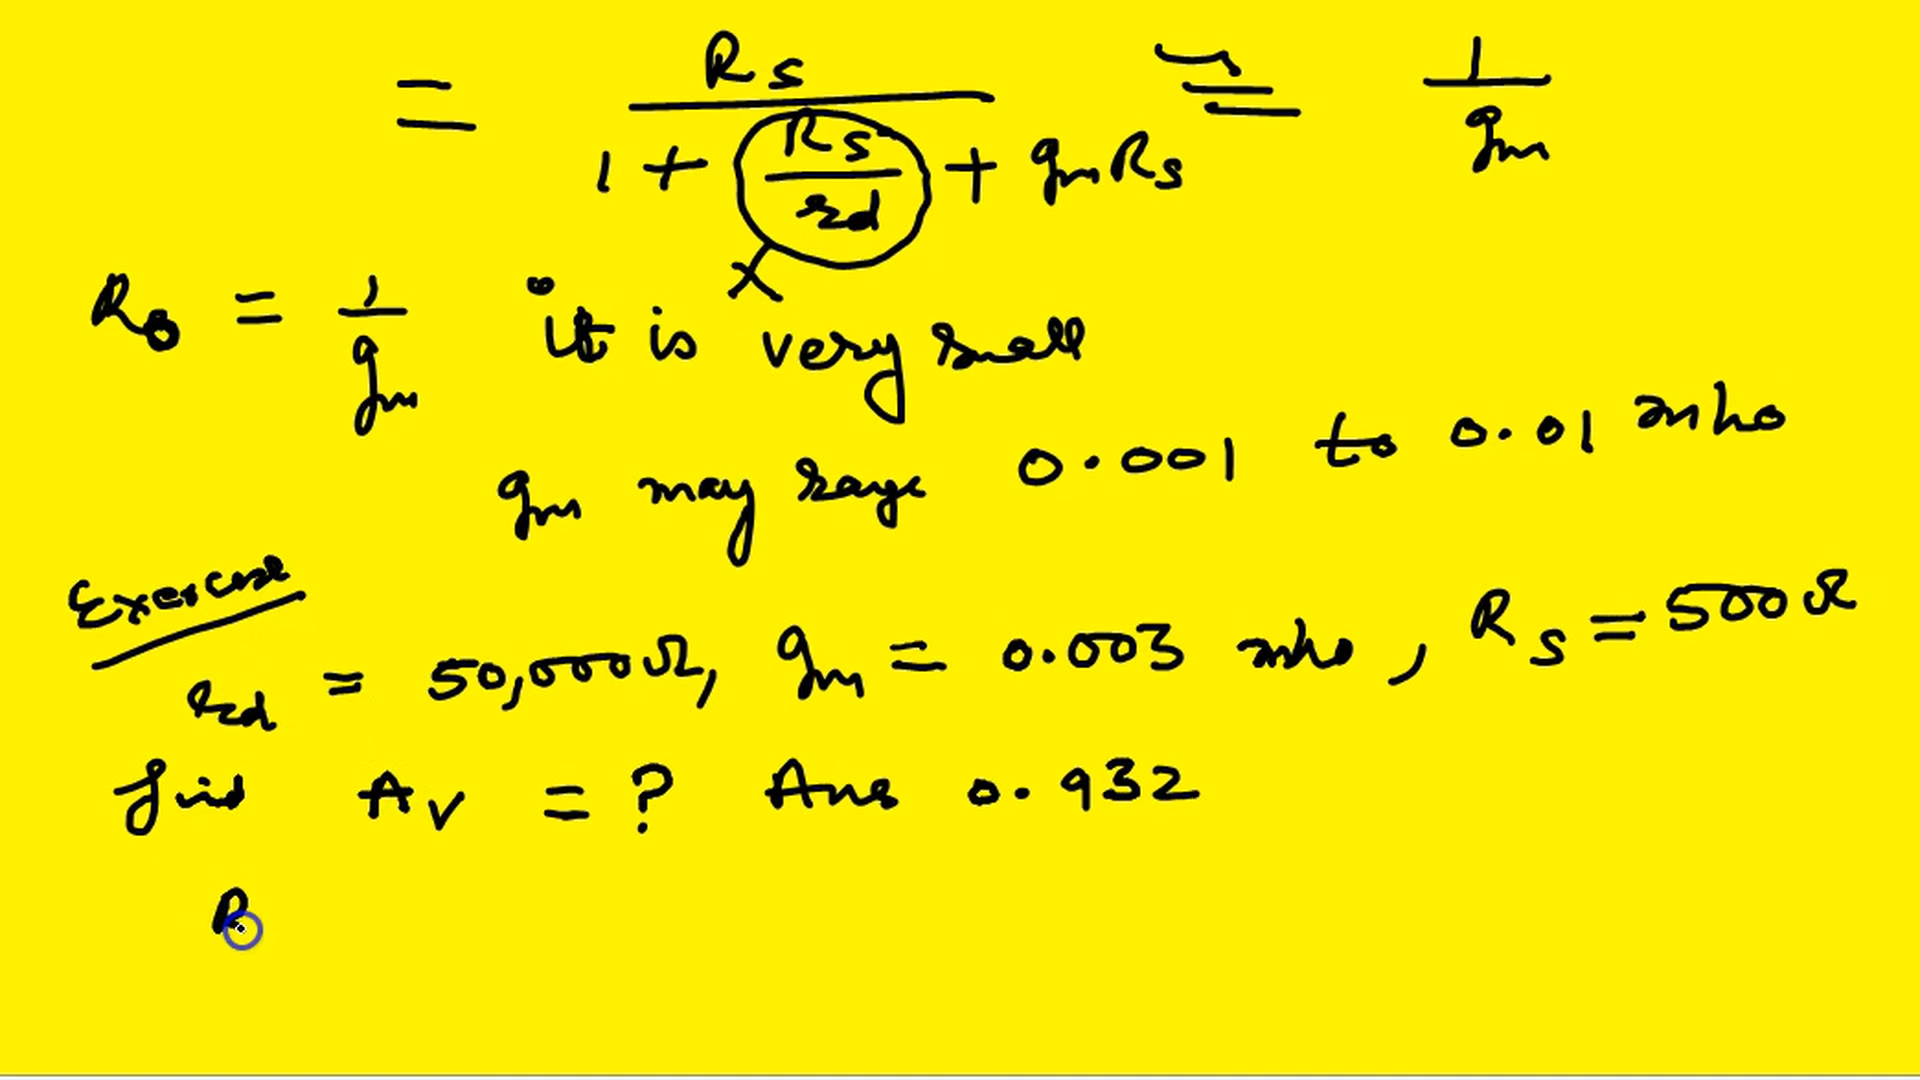 = Rs / (1 + Rs/rd + gmRs) ≅ 1/gm
Ro = 1/gm it is very small
gm may range 0.001 to 0.01 mho
Exercise
rd = 50,000Ω, gm = 0.003 mho, Rs = 500Ω
find Av = ? Ans 0.932
R